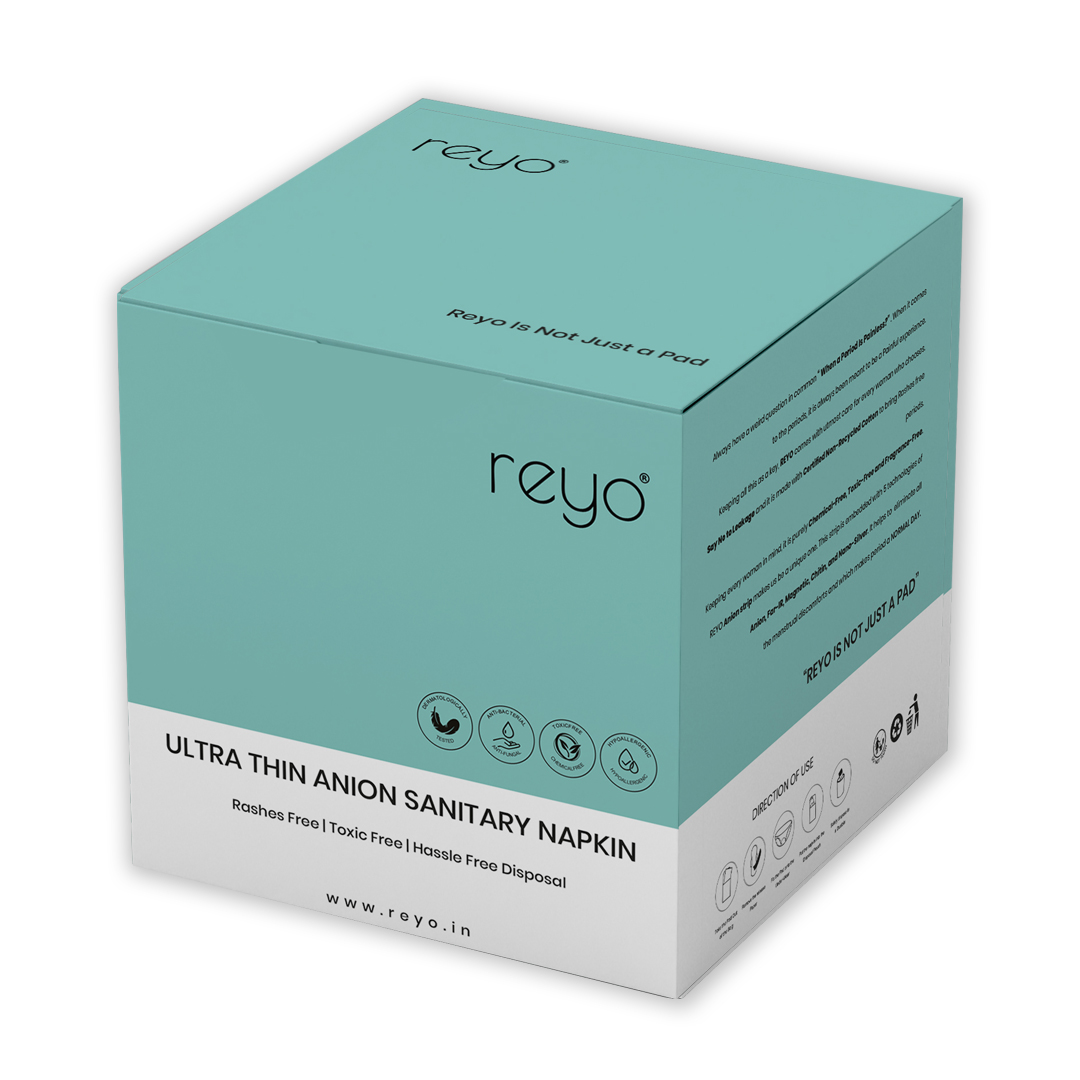 reyo®
Reyo Is Not Just a Pad
reyo®
DERMATOLOGICALLY
TESTED
ANTI-BACTERIAL
ANTI-FUNGAL
TOXICFREE
CHEMICALFREE
HYPOALLERGENIC
HYPOALLERGENIC
ULTRA THIN ANION SANITARY NAPKIN
Rashes Free | Toxic Free | Hassle Free Disposal
www.reyo.in
Always have a weird question in common "When a Period is Painless?". When it comes
to the periods, it is always been meant to be a Painful experience.
Keeping all this as a key, REYO comes with utmost care for every woman who chooses.
Say No to Leakage and it is made with Certified Non-Recycled Cotton to bring Rashes free
periods.
Keeping every woman in mind, it is purely Chemical-Free, Toxic-Free and Fragrance-Free.
REYO Anion strip makes us be a unique one. This strip is embedded with 5 technologies of
Anion, Far-IR, Magnetic, Chitin, and Nano-Silver. It helps to eliminate all
the menstrual discomforts and which makes period a NORMAL DAY.
"REYO IS NOT JUST A PAD"
DIRECTION OF USE